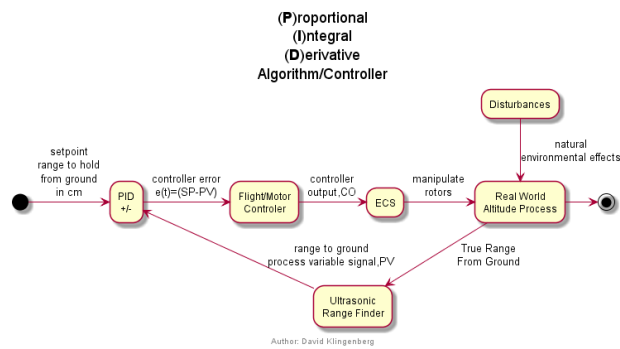 (P)roportional
(I)ntegral
(D)erivative
Algorithm/Controller
Disturbances
natural
environmental effects
setpoint
range to hold
from ground
in cm
PID
+/-
controller error
e(t)=(SP-PV)
Flight/Motor
Controler
controller
output,CO
ECS
manipulate
rotors
Real World
Altitude Process
range to ground
process variable signal,PV
True Range
From Ground
Ultrasonic
Range Finder
Author: David Klingenberg